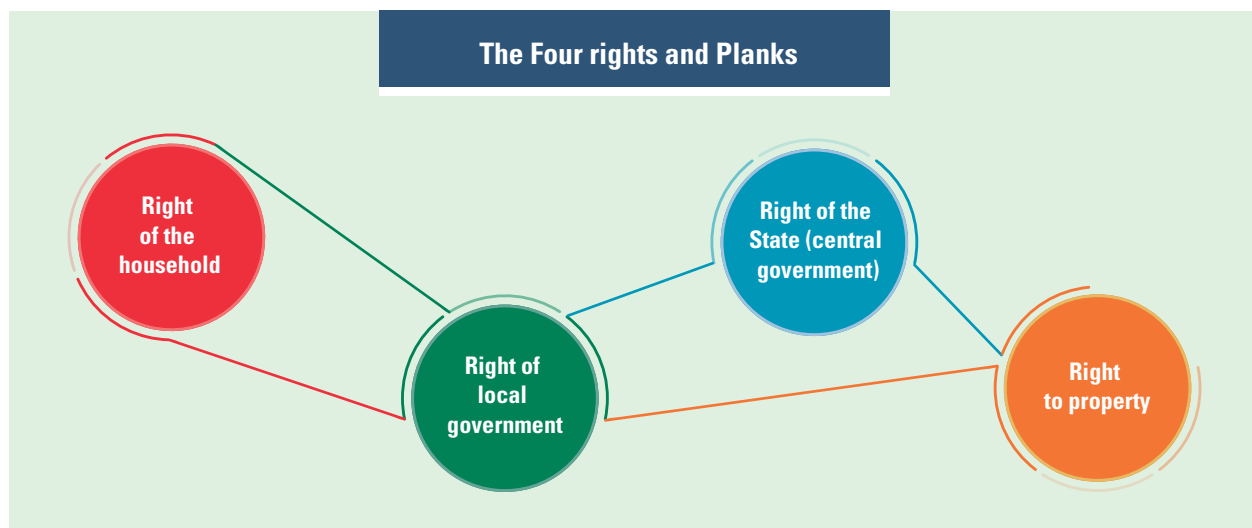 The Four rights and Planks
Right
of the
household
Right of
local
government
Right of the
State (central
government)
Right
to property